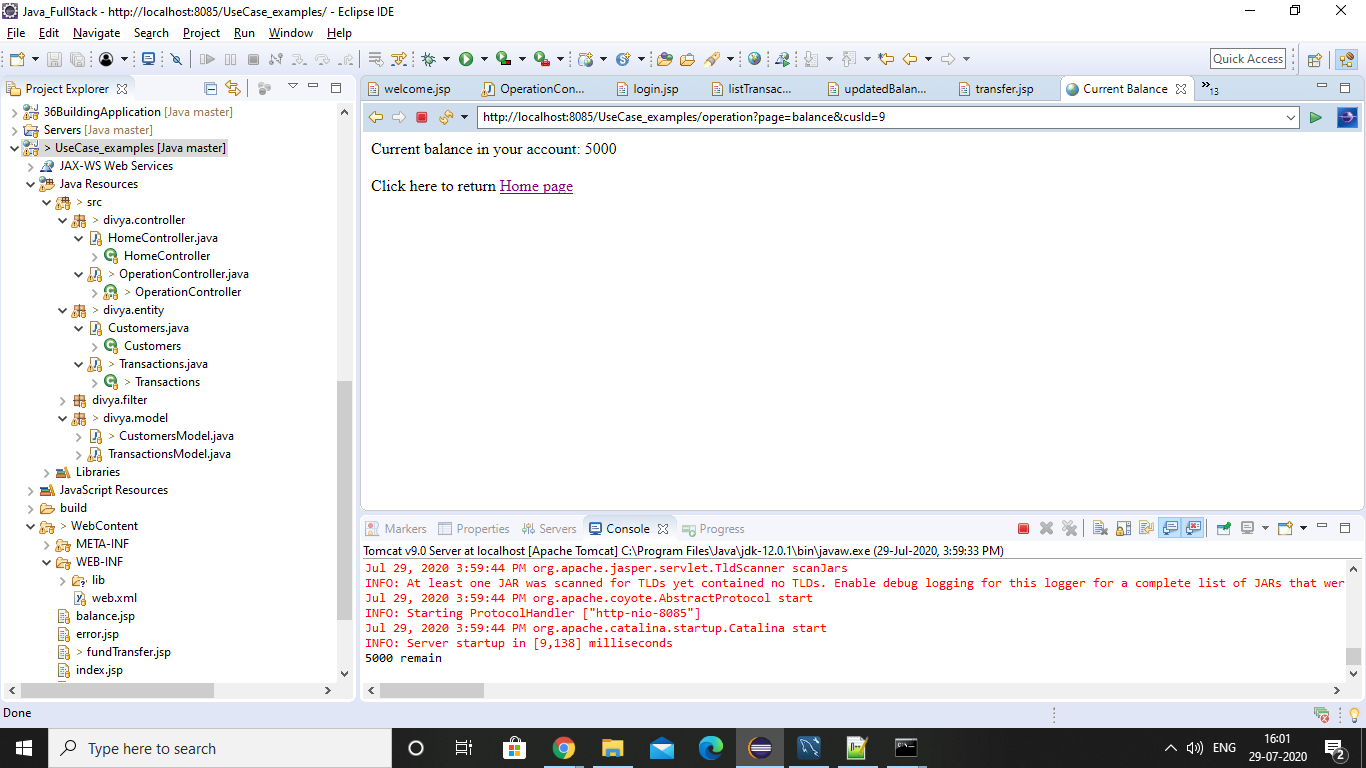 Java_FullStack - http://localhost:8085/UseCase_examples/ - Eclipse IDE
File Edit Navigate Search Project Run Window Help
Quick Access
Project Explorer
welcome.jsp OperationCon... login.jsp listTransac... updatedBalan... transfer.jsp Current Balance »13
http://localhost:8085/UseCase_examples/operation?page=balance&cusId=9
36BuildingApplication [Java master]
Servers [Java master]
> UseCase_examples [Java master]
JAX-WS Web Services
Java Resources
> src
> divya.controller
HomeController.java
HomeController
> OperationController.java
> OperationController
> divya.entity
Customers.java
Customers
> Transactions.java
> Transactions
divya.filter
> divya.model
> CustomersModel.java
TransactionsModel.java
Libraries
JavaScript Resources
build
> WebContent
META-INF
WEB-INF
lib
web.xml
balance.jsp
error.jsp
> fundTransfer.jsp
index.jsp
Current balance in your account: 5000
Click here to return Home page
Markers Properties Servers Console Progress
Tomcat v9.0 Server at localhost [Apache Tomcat] C:\Program Files\Java\jdk-12.0.1\bin\javaw.exe (29-Jul-2020, 3:59:33 PM)
Jul 29, 2020 3:59:44 PM org.apache.jasper.servlet.TldScanner scanJars
INFO: At least one JAR was scanned for TLDs yet contained no TLDs. Enable debug logging for this logger for a complete list of JARs that wer
Jul 29, 2020 3:59:44 PM org.apache.coyote.AbstractProtocol start
INFO: Starting ProtocolHandler ["http-nio-8085"]
Jul 29, 2020 3:59:44 PM org.apache.catalina.startup.Catalina start
INFO: Server startup in [9,138] milliseconds
5000 remain
Done
Type here to search
ENG
16:01
29-07-2020
2